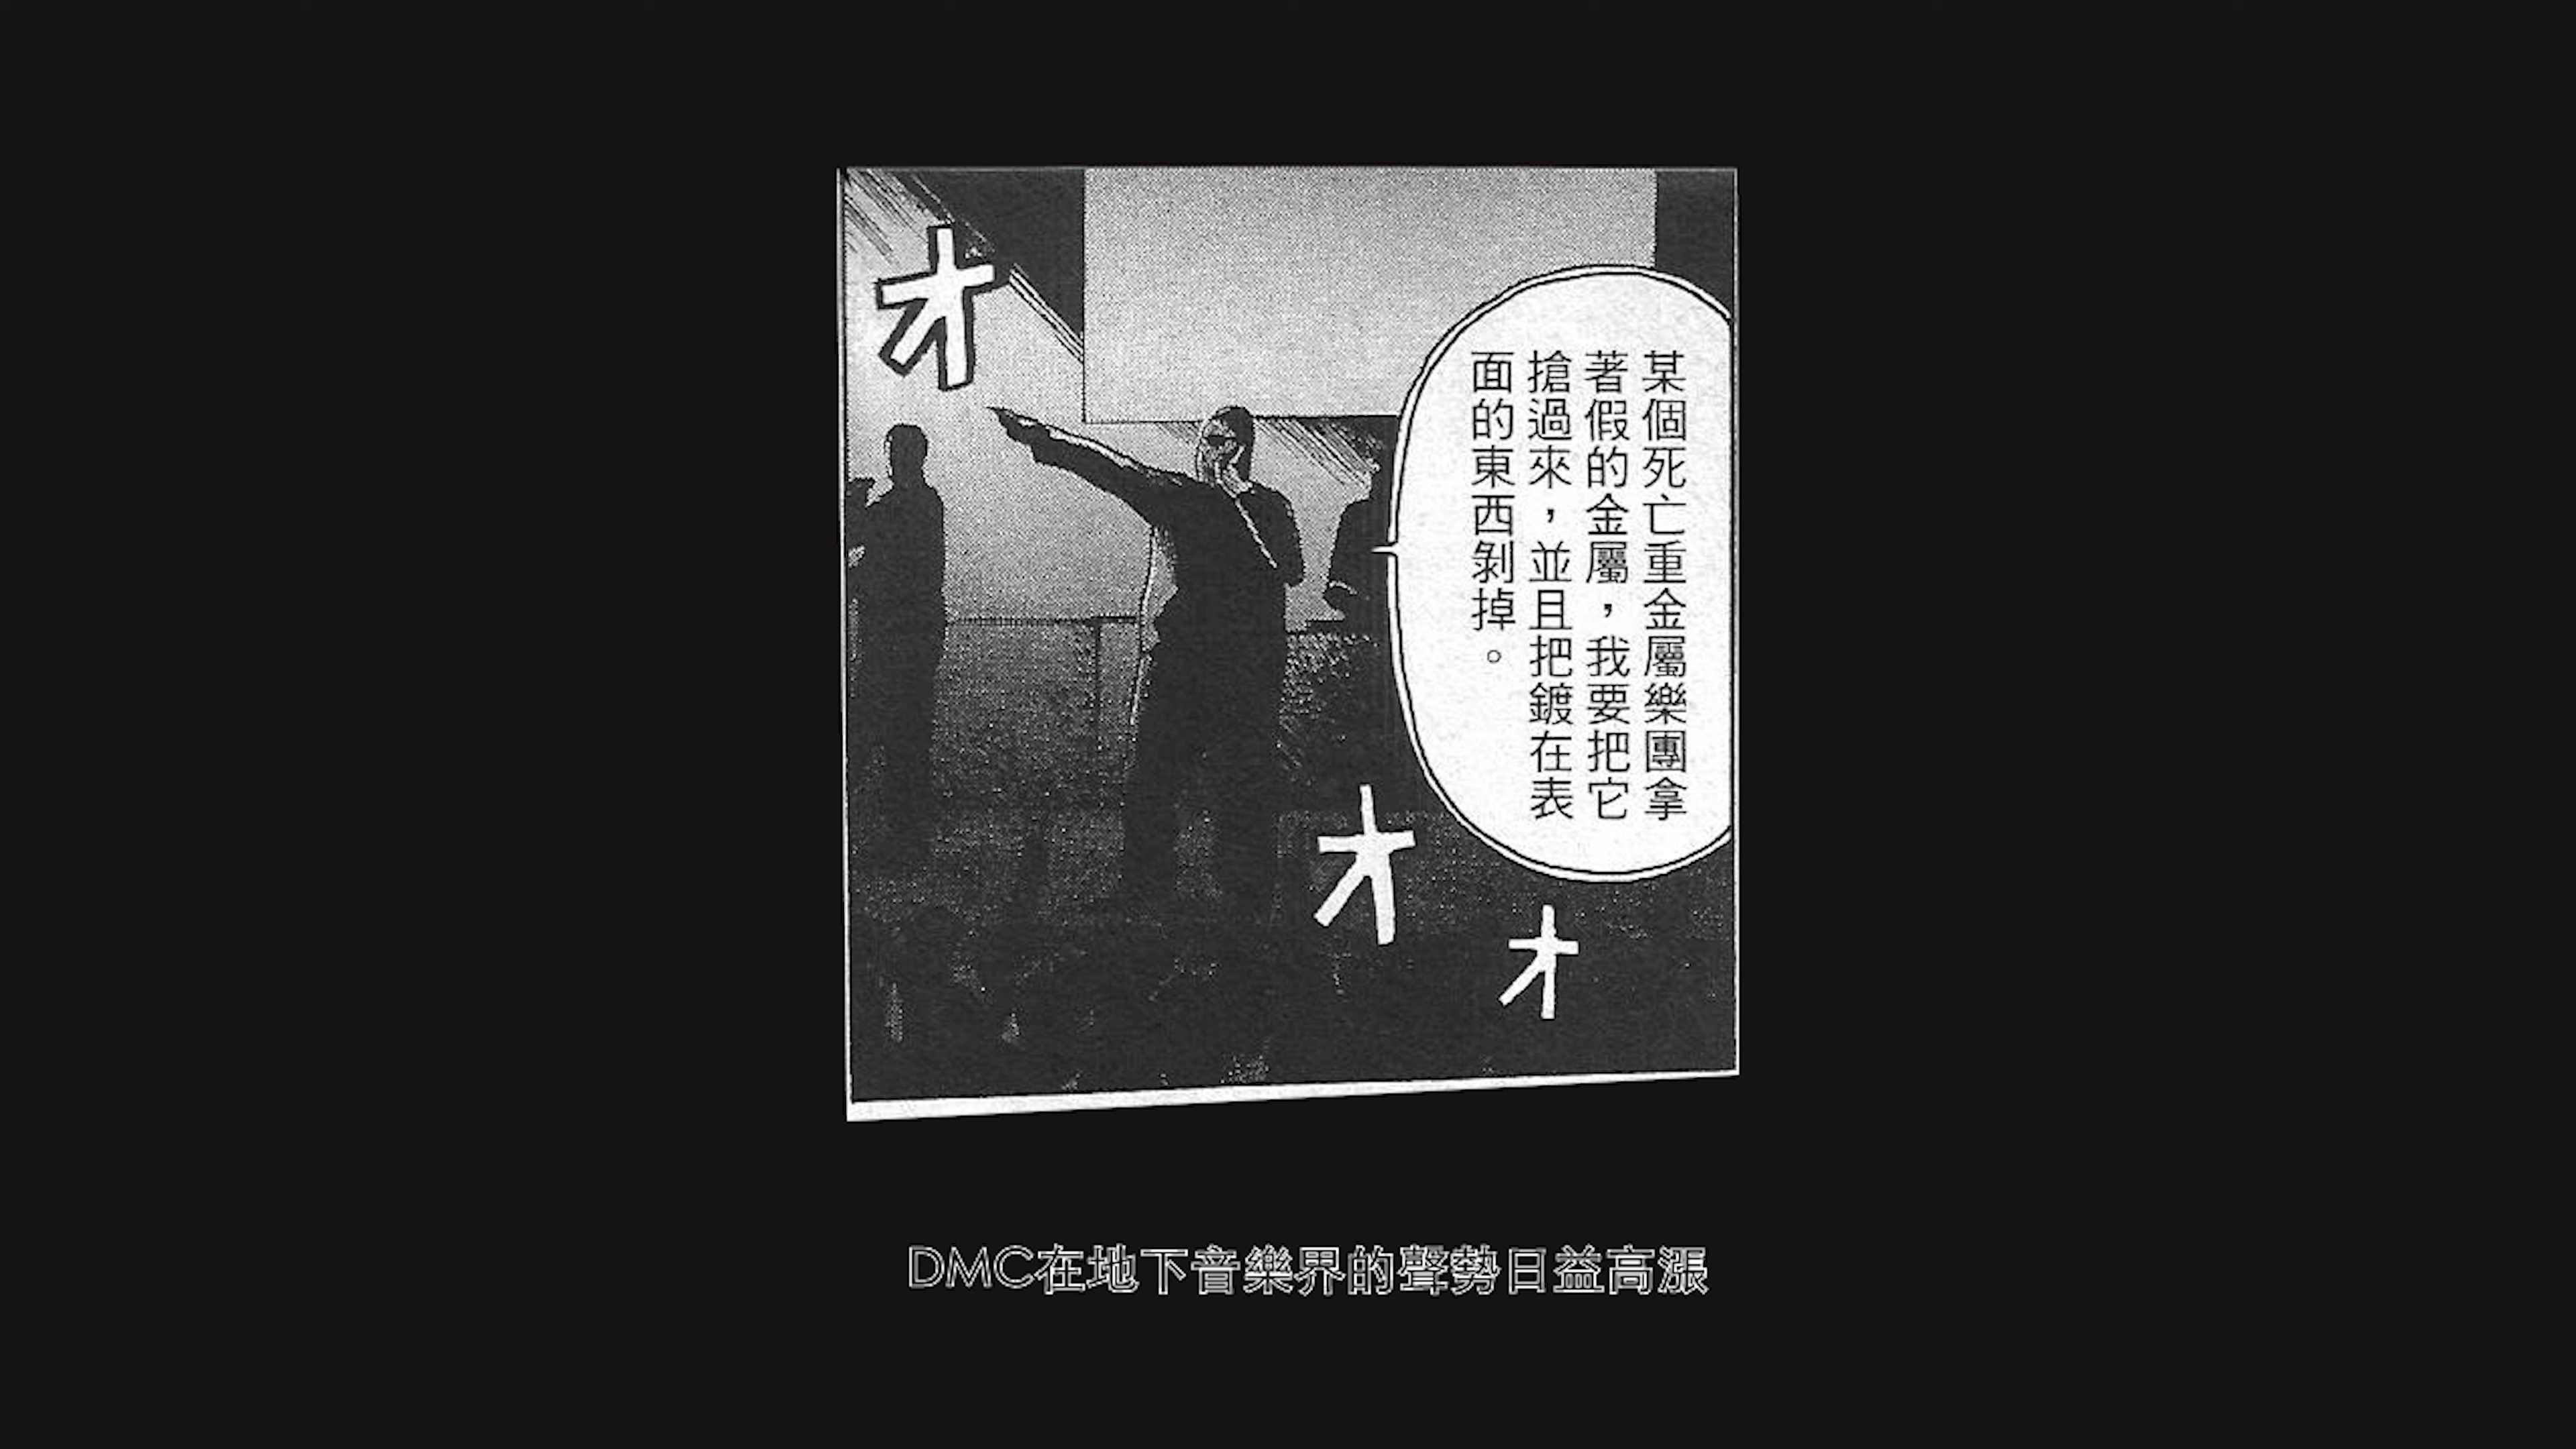 オ
某個死亡重金屬樂團拿
著假的金屬，我要把它
搶過來，並且把鍍在表
面的東西剝掉。
オ
オ
DMC在地下音樂界的聲勢日益高漲